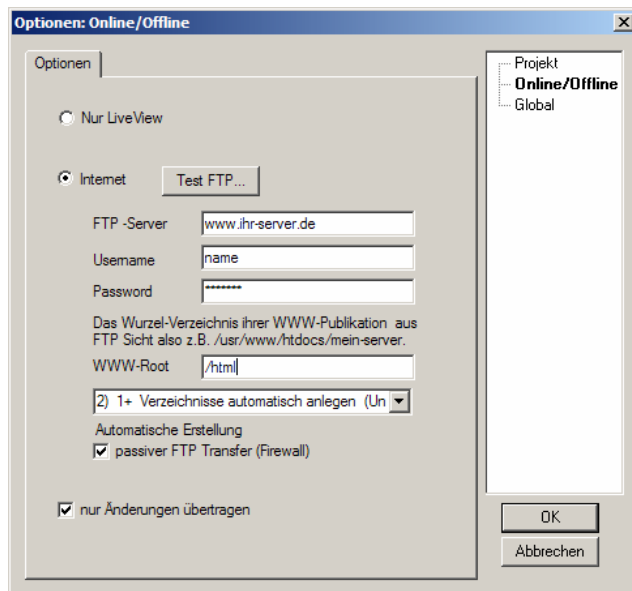 Optionen: Online/Offline
Optionen
Nur LiveView
Internet
Test FTP...
FTP -Server
www.ihr-server.de
Username
name
Password
*******
Das Wurzel-Verzeichnis ihrer WWW-Publikation aus
FTP Sicht also z.B. /usr/www/htdocs/mein-server.
WWW-Root
/html
2) 1+ Verzeichnisse automatisch anlegen (Un
Automatische Erstellung
passiver FTP Transfer (Firewall)
nur Änderungen übertragen
Projekt
Online/Offline
Global
OK
Abbrechen